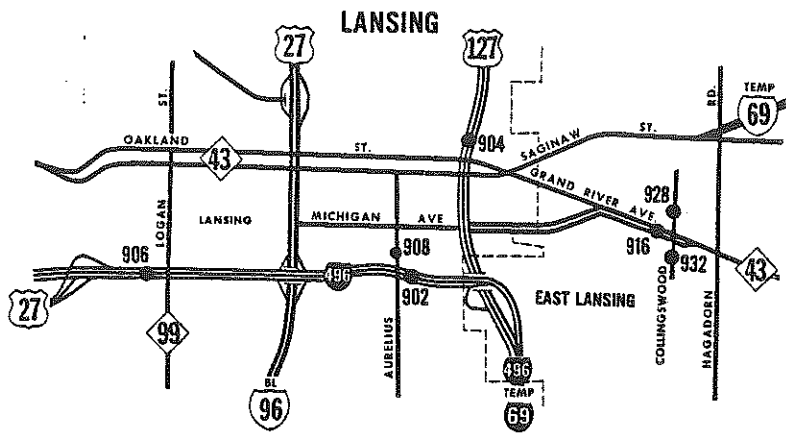 LANSING
27
127
TEMP
69
ST.
RD.
904
OAKLAND
ST.
SAGINAW
ST.
43
GRAND RIVER AVE.
928
LOGAN
LANSING
MICHIGAN AVE
916
932
906
908
496
902
43
27
EAST LANSING
99
AURELIUS
COLLINGSWOOD
HAGADORN
BL
96
496
TEMP
69